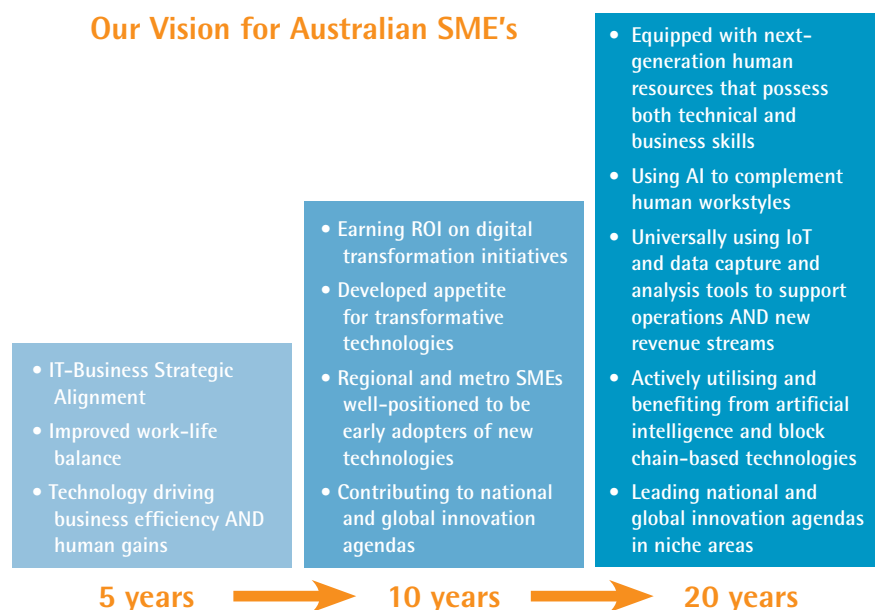 Our Vision for Australian SME's
• IT-Business Strategic
Alignment
• Improved work-life
balance
• Technology driving
business efficiency AND
human gains
• Earning ROI on digital
transformation initiatives
• Developed appetite
for transformative
technologies
• Regional and metro SMEs
well-positioned to be
early adopters of new
technologies
• Contributing to national
and global innovation
agendas
• Equipped with next-
generation human
resources that possess
both technical and
business skills
• Using AI to complement
human workstyles
• Universally using IoT
and data capture and
analysis tools to support
operations AND new
revenue streams
• Actively utilising and
benefiting from artificial
intelligence and block
chain-based technologies
• Leading national and
global innovation agendas
in niche areas
5 years
10 years
20 years